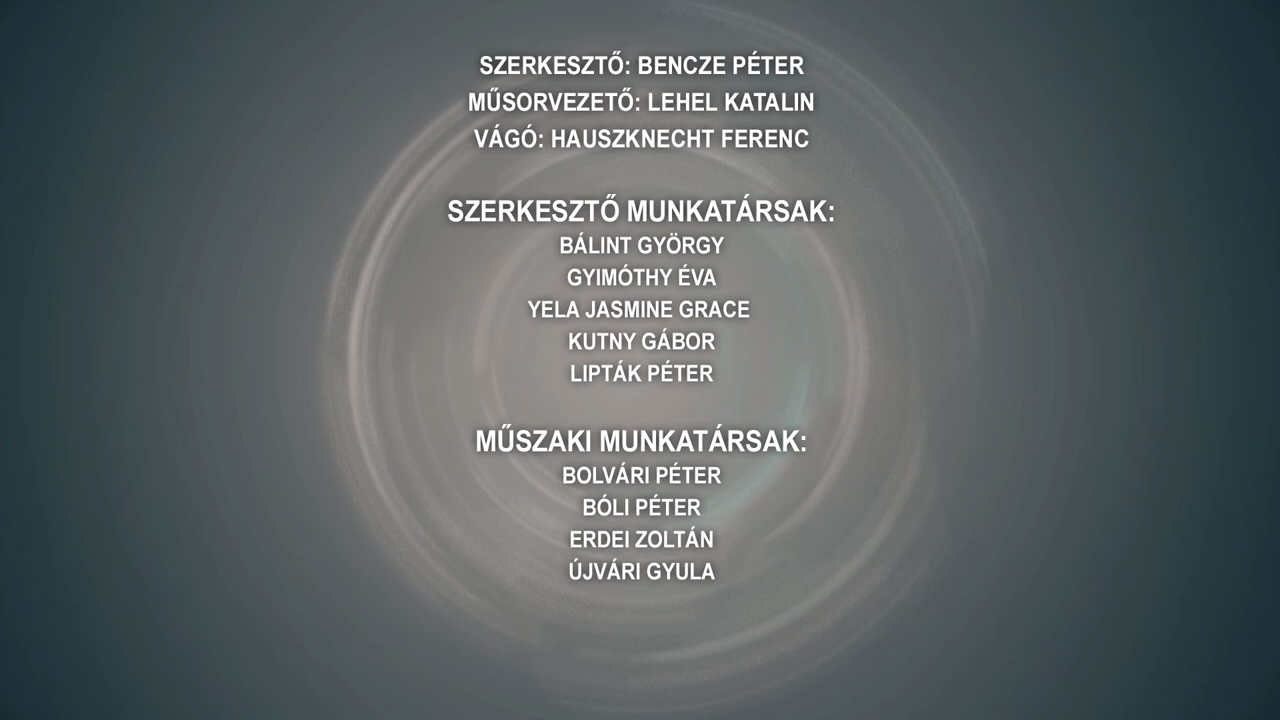 SZERKESZTŐ: BENCZE PÉTER
MŰSORVEZETŐ: LEHEL KATALIN
VÁGÓ: HAUSZKNECHT FERENC
SZERKESZTŐ MUNKATÁRSAK:
BÁLINT GYÖRGY
GYIMÓTHY ÉVA
YELA JASMINE GRACE
KUTNY GÁBOR
LIPTÁK PÉTER
MŰSZAKI MUNKATÁRSAK:
BOLVÁRI PÉTER
BÓLI PÉTER
ERDEI ZOLTÁN
ÚJVÁRI GYULA